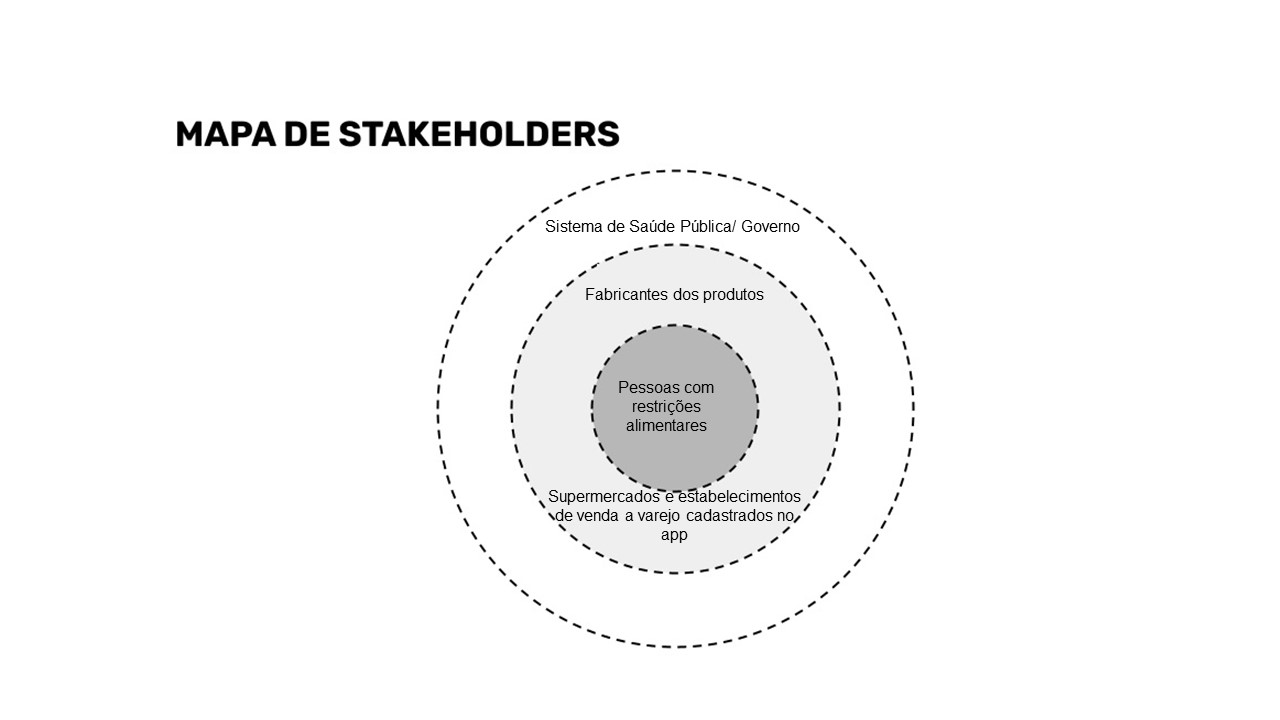 MAPA DE STAKEHOLDERS
Sistema de Saúde Pública/ Governo
Fabricantes dos produtos
Pessoas com
restrições
alimentares
Supermercados e estabelecimentos
de venda a varejo cadastrados no
app